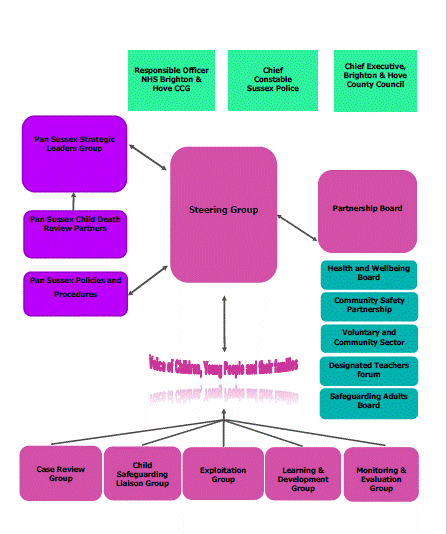 Responsible Officer
NHS Brighton &
Hove CCG
Chief
Constable
Sussex Police
Chief Executive,
Brighton & Hove
County Council
Pan Sussex Strategic
Leaders Group
Steering Group
Partnership Board
Pan Sussex Child Death
Review Partners
Pan Sussex Policies and
Procedures
Health and Wellbeing
Board
Community Safety
Partnership
Voluntary and
Community Sector
Designated Teachers
forum
Safeguarding Adults
Board
Voice of Children, Young People and their families
Case Review
Group
Child
Safeguarding
Liaison Group
Exploitation
Group
Learning &
Development
Group
Monitoring &
Evaluation
Group